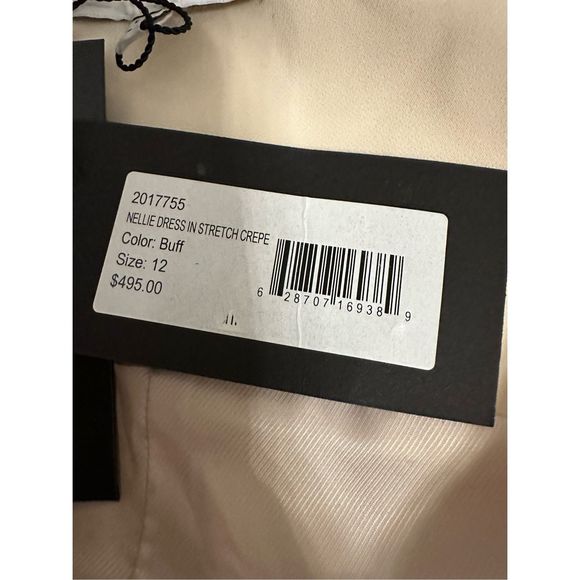 2017755
NELLIE DRESS IN STRETCH CREPE
Color: Buff
Size: 12
$495.00
6 28707 16938 9